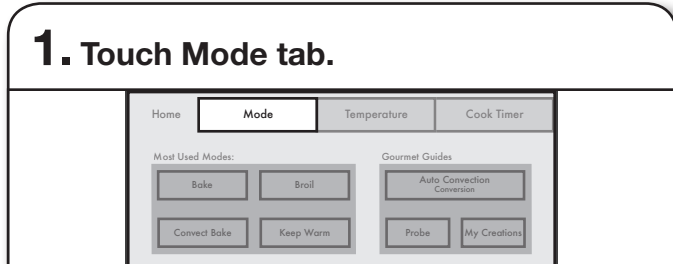 1. Touch Mode tab.
Home Mode Temperature Cook Timer
Most Used Modes: Gourmet Guides
Bake Broil Auto Convection
Conversion
Convect Bake Keep Warm Probe My Creations